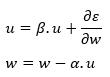 u = β.u + ∂ε/∂w
w = w − α.u